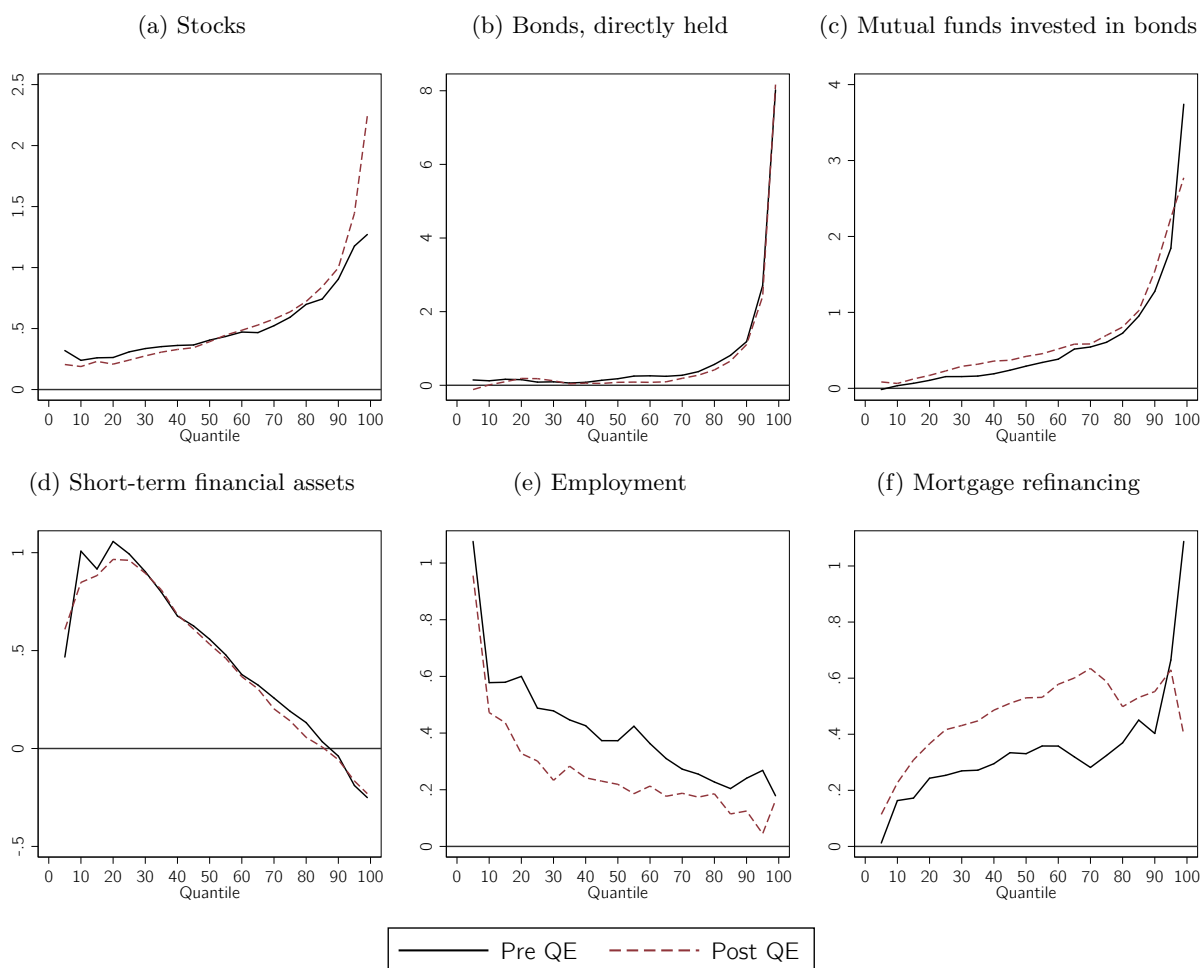 (a) Stocks
(b) Bonds, directly held
(c) Mutual funds invested in bonds
0 .5 1 1.5 2 2.5
0 10 20 30 40 50 60 70 80 90 100
Quantile
0 2 4 6 8
0 10 20 30 40 50 60 70 80 90 100
Quantile
0 1 2 3 4
0 10 20 30 40 50 60 70 80 90 100
Quantile
(d) Short-term financial assets
(e) Employment
(f) Mortgage refinancing
-.5 0 .5 1
0 10 20 30 40 50 60 70 80 90 100
Quantile
0 .2 .4 .6 .8 1
0 10 20 30 40 50 60 70 80 90 100
Quantile
0 .2 .4 .6 .8 1
0 10 20 30 40 50 60 70 80 90 100
Quantile
Pre QE Post QE